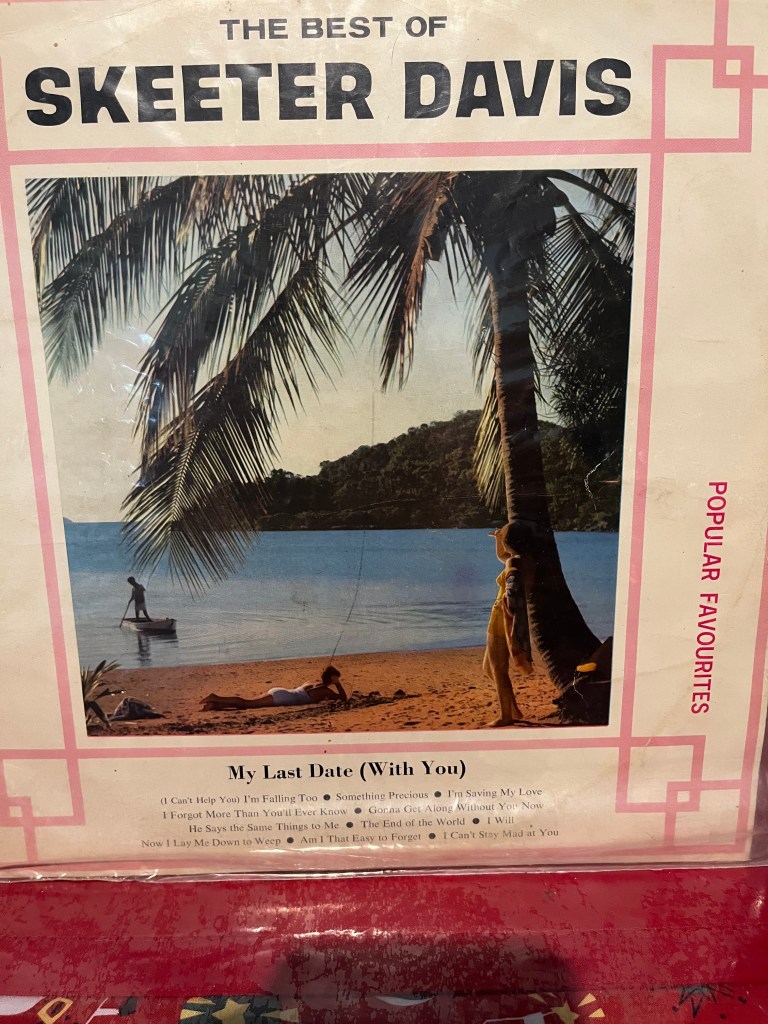 THE BEST OF
SKEETER DAVIS
POPULAR FAVOURITES
My Last Date (With You)
(I Can't Help You) I'm Falling Too ● Something Precious ● I'm Saving My Love
I Forgot More Than You'll Ever Know ● Gonna Get Along Without You Now
He Says the Same Things to Me ● The End of the World ● I Will
Now I Lay Me Down to Weep ● Am I That Easy to Forget ● I Can't Stay Mad at You